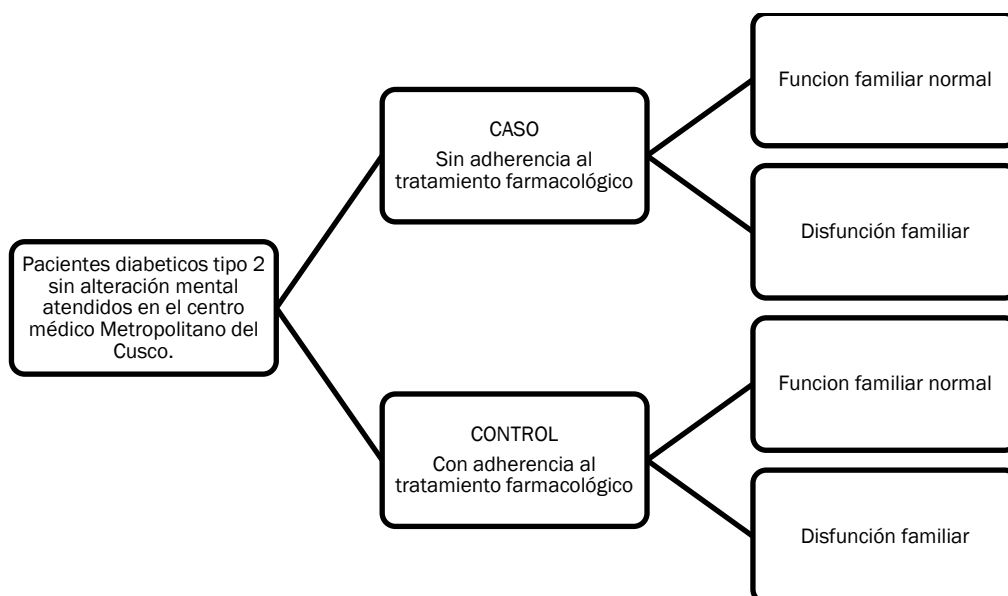 Pacientes diabeticos tipo 2
sin alteración mental
atendidos en el centro
médico Metropolitano del
Cusco.
CASO
Sin adherencia al
tratamiento farmacológico
Funcion familiar normal
Disfunción familiar
CONTROL
Con adherencia al
tratamiento farmacológico
Funcion familiar normal
Disfunción familiar